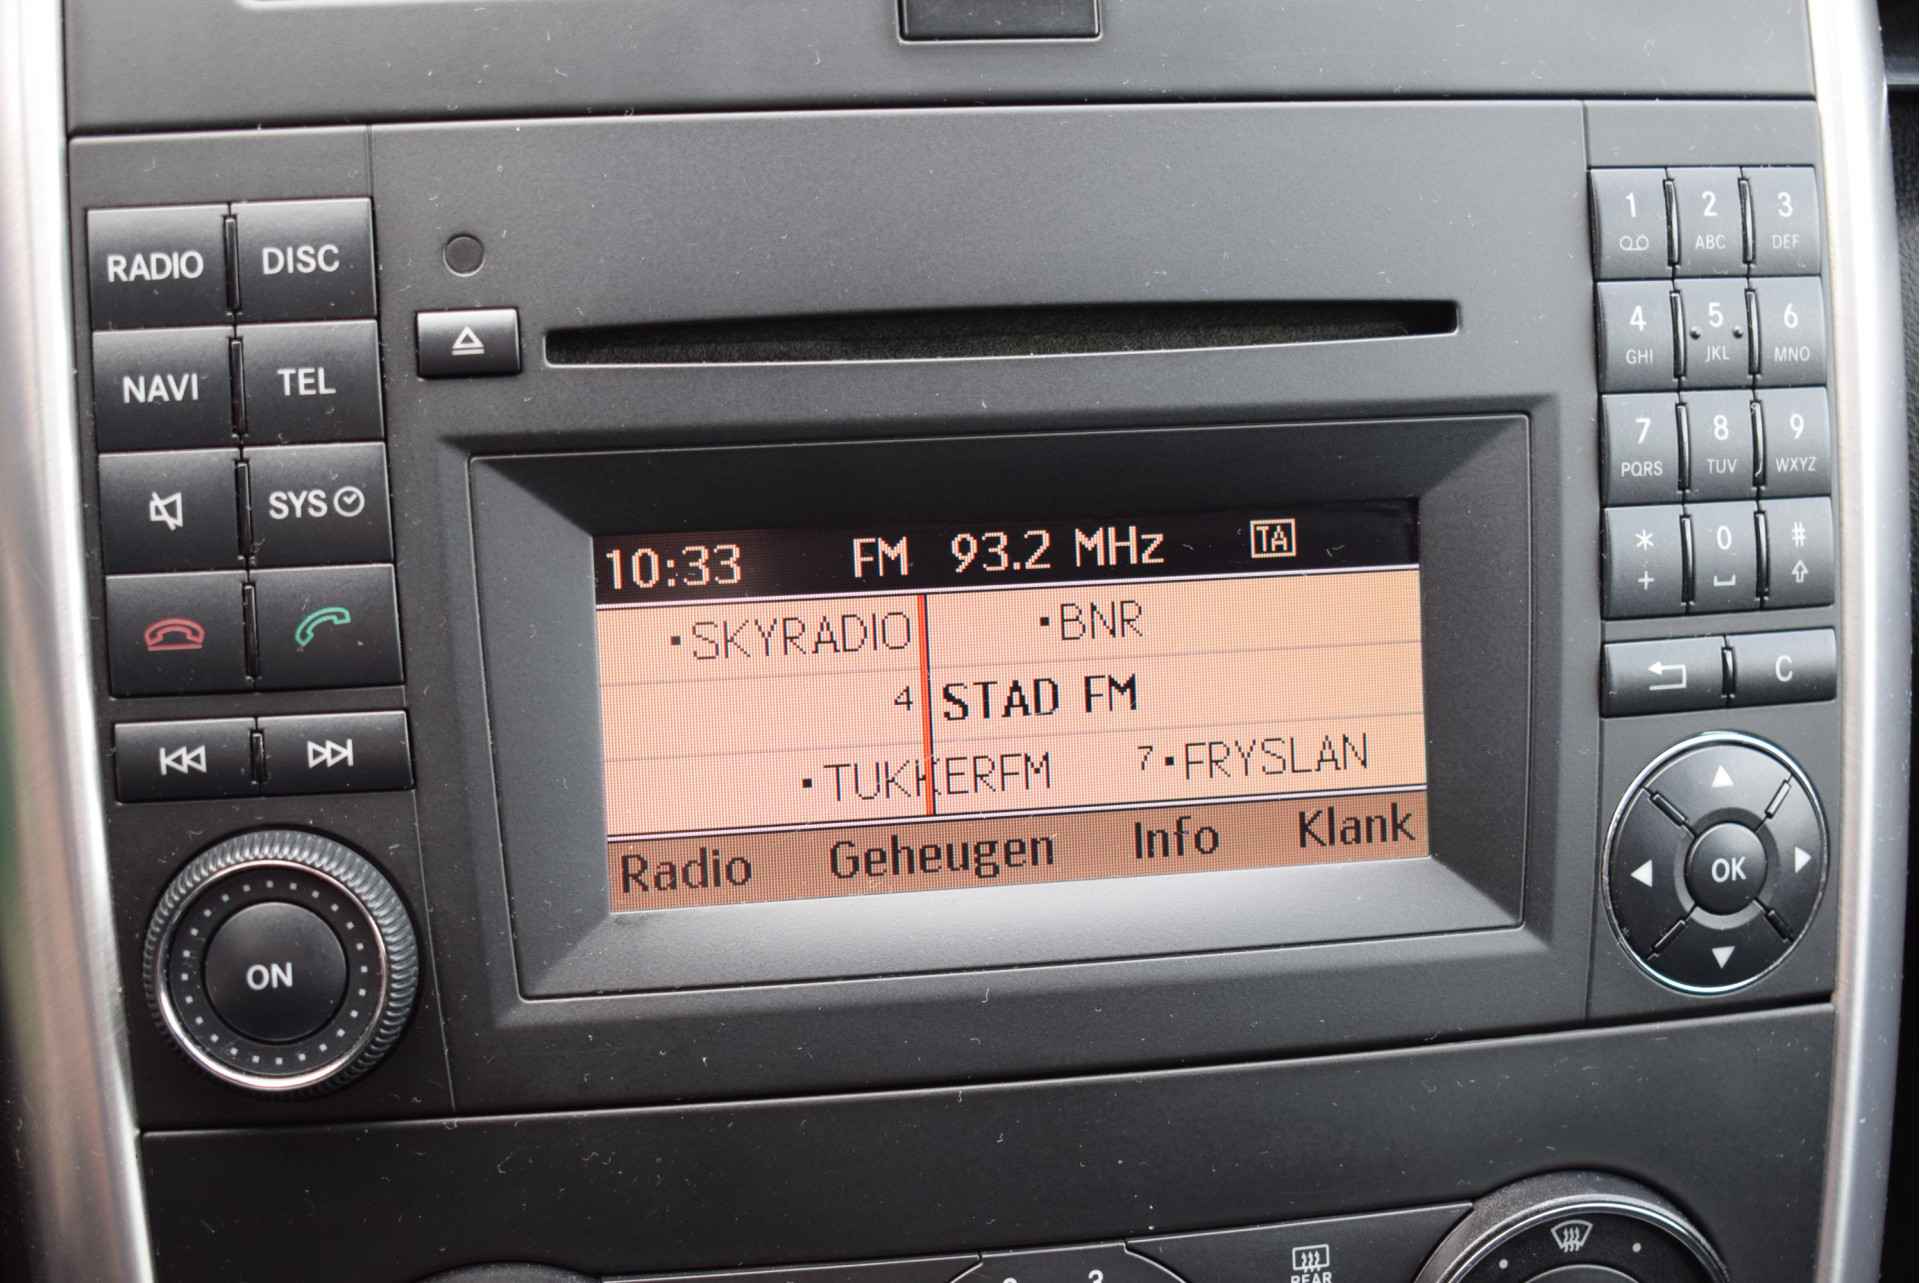 RADIO DISC
NAVI TEL
SYS
ON
10:33 FM 93.2 MHz TA
SKYRADIO BNR
4 STAD FM
TUKKERFM 7 FRYSLAN
Radio Geheugen Info Klank
1 2 3
ABC DEF
4 5 6
GHI JKL MNO
7 8 9
PQRS TUV WXYZ
* 0 #
+
C
OK
3
REAR